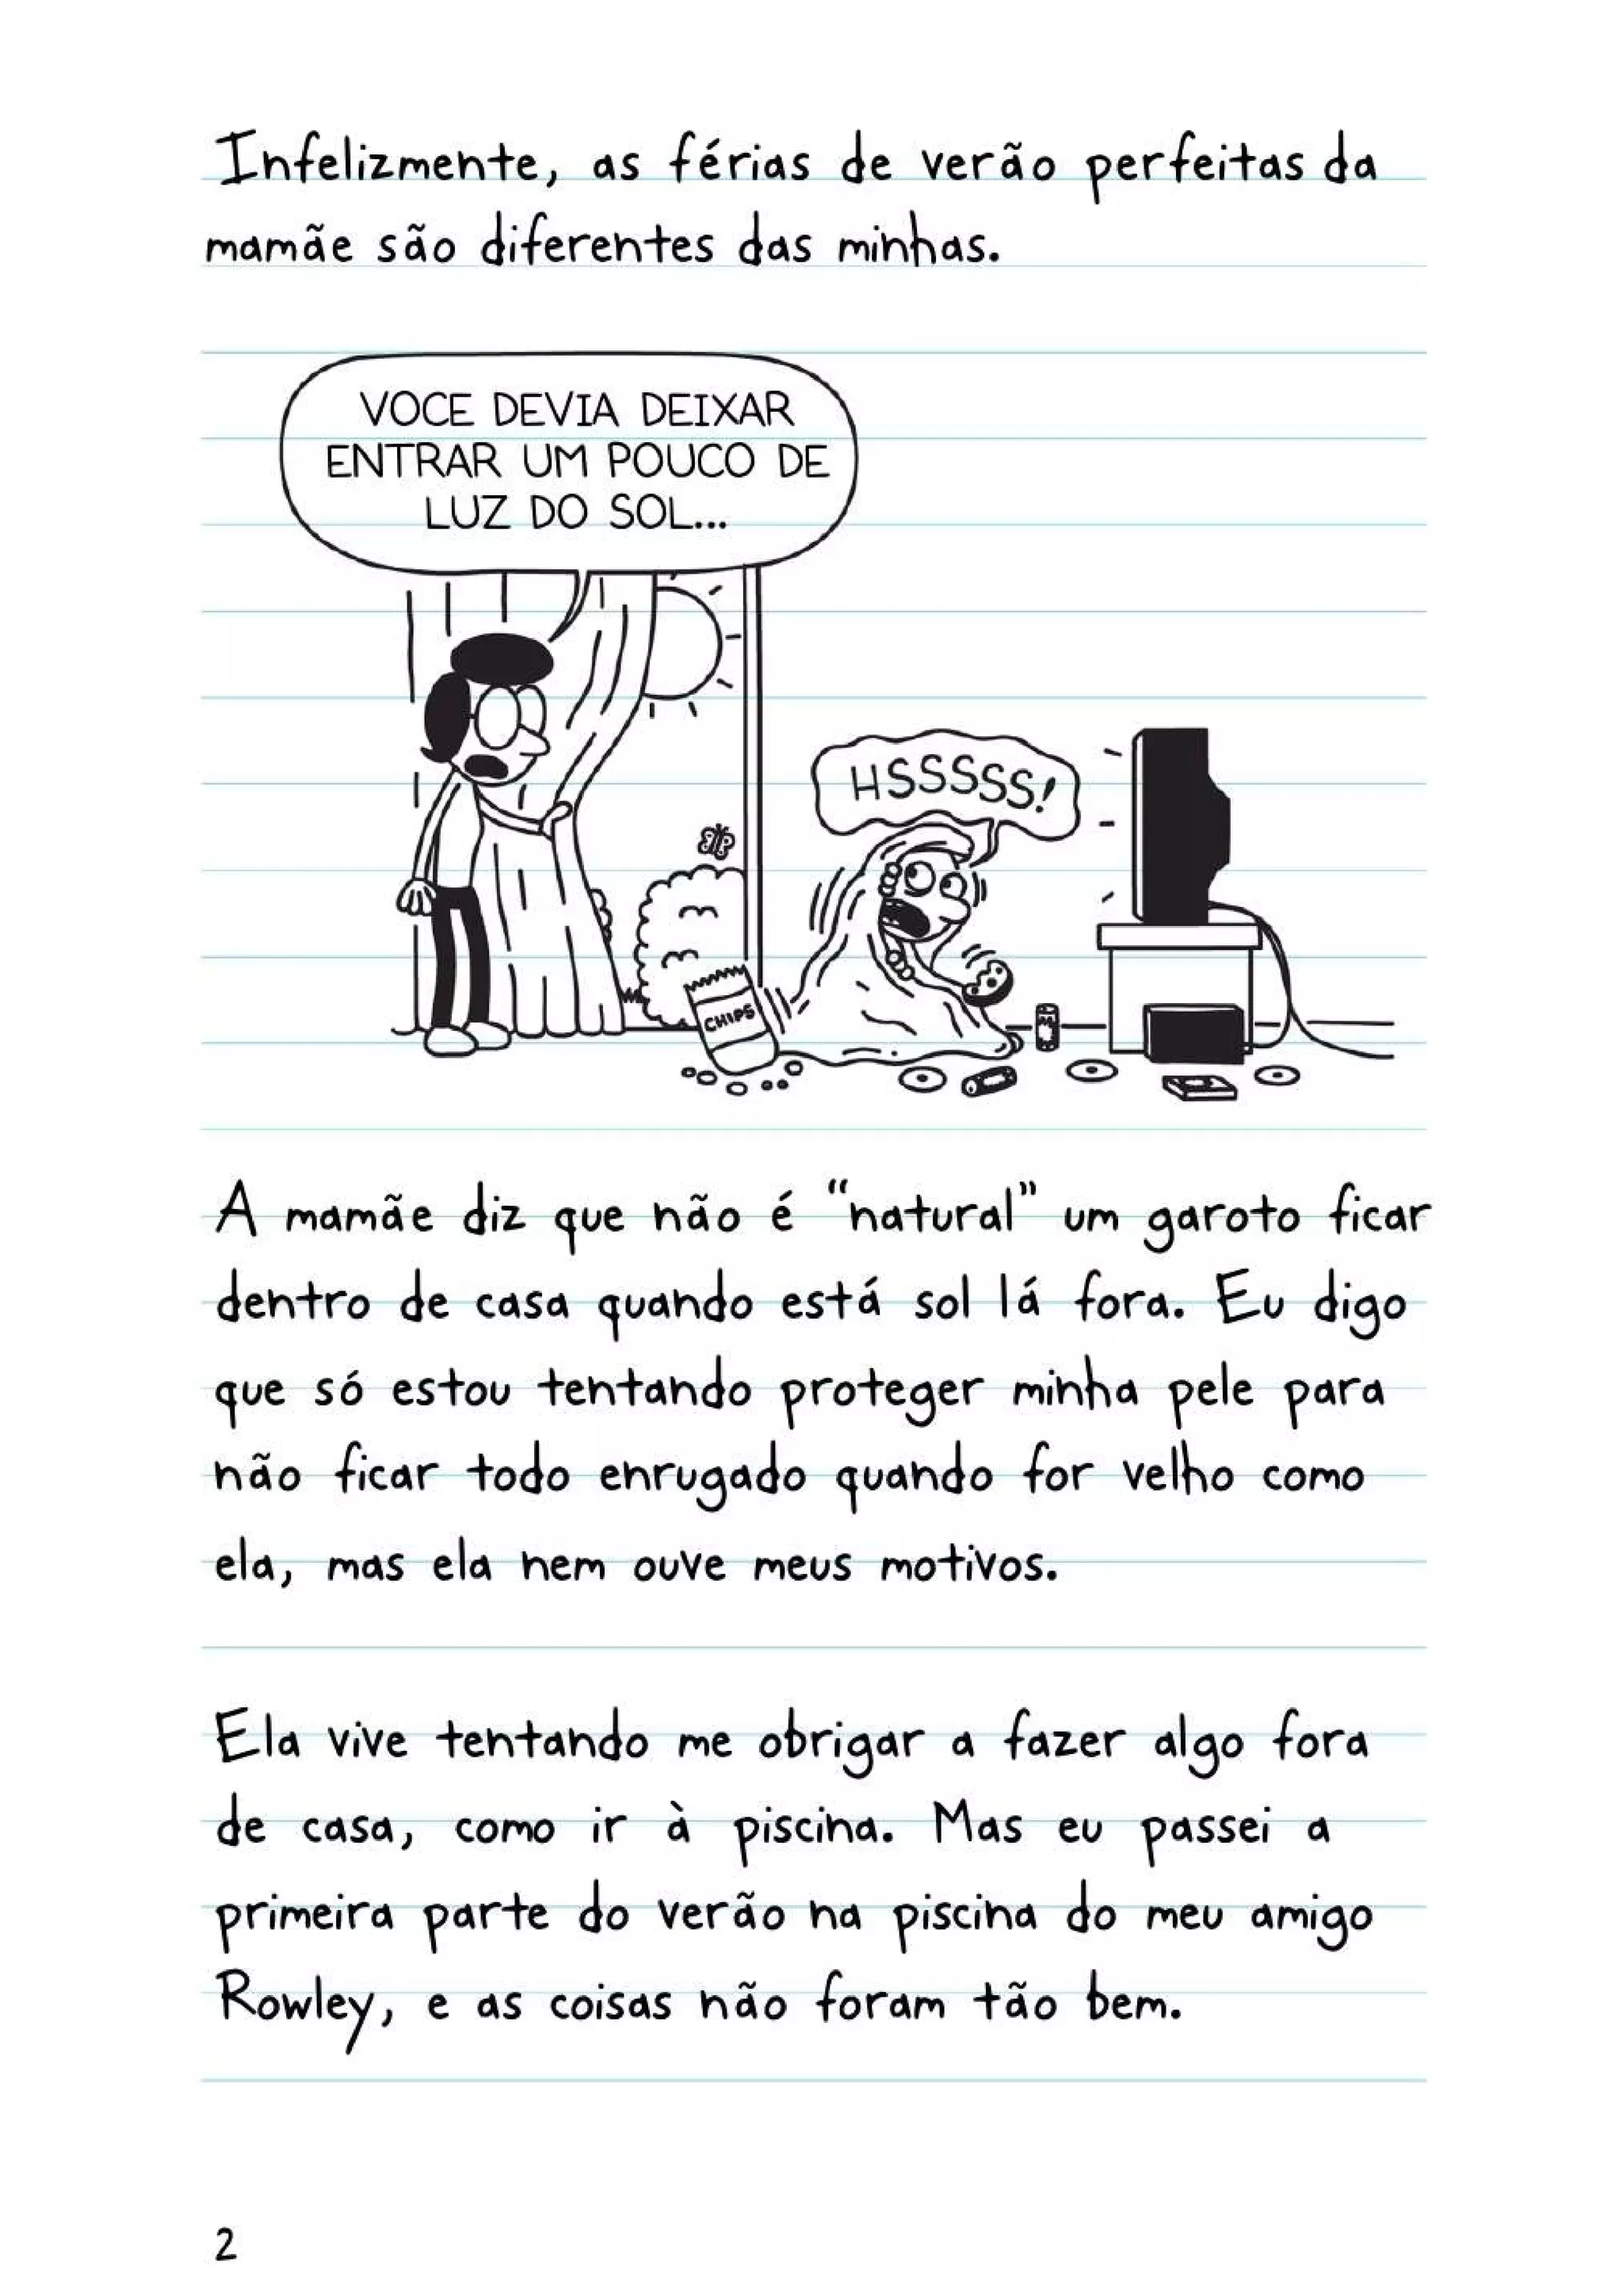 Infelizmente, as férias de verão perfeitas da
mamãe são diferentes das minhas.
VOCE DEVIA DEIXAR
ENTRAR UM POUCO DE
LUZ DO SOL...
HSSSSS!
CHIPS
A mamãe diz que não é “natural” um garoto ficar
dentro de casa quando está sol lá fora. Eu digo
que só estou tentando proteger minha pele para
não ficar todo enrugado quando for velho como
ela, mas ela nem ouve meus motivos.
Ela vive tentando me obrigar a fazer algo fora
de casa, como ir à piscina. Mas eu passei a
primeira parte do verão na piscina do meu amigo
Rowley, e as coisas não foram tão bem.
2